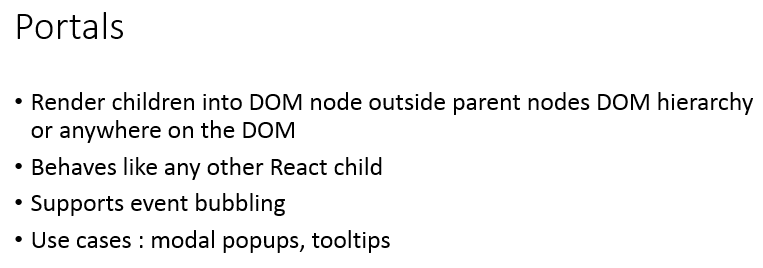 Portals
• Render children into DOM node outside parent nodes DOM hierarchy
or anywhere on the DOM
• Behaves like any other React child
• Supports event bubbling
• Use cases : modal popups, tooltips